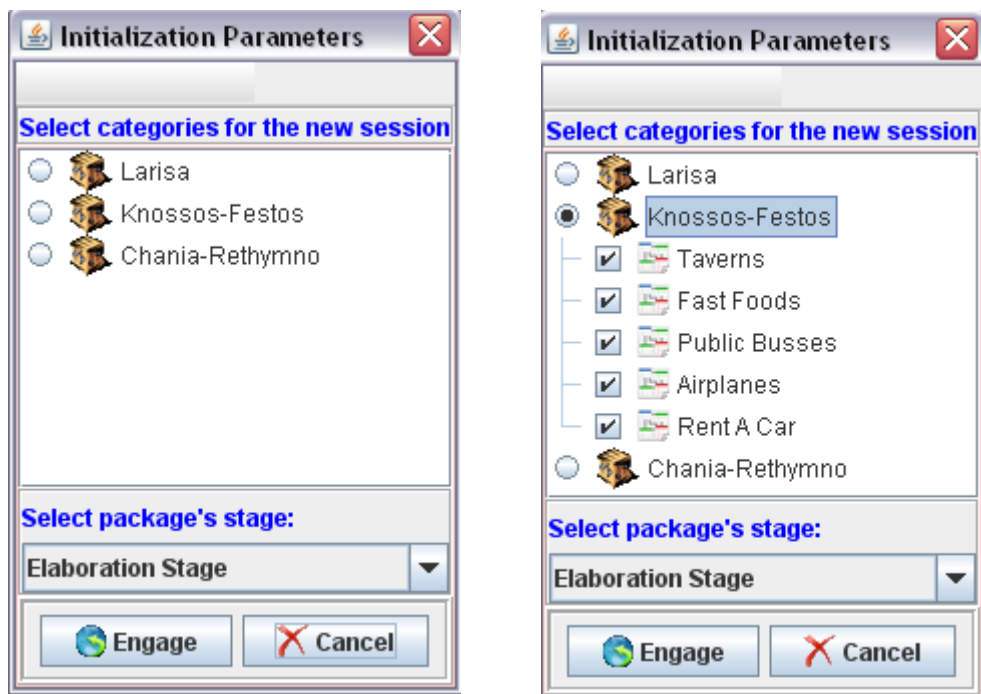 Initialization Parameters
Select categories for the new session
Larisa
Knossos-Festos
Chania-Rethymno
Select package's stage:
Elaboration Stage
Engage
Cancel
Initialization Parameters
Select categories for the new session
Larisa
Knossos-Festos
Taverns
Fast Foods
Public Busses
Airplanes
Rent A Car
Chania-Rethymno
Select package's stage:
Elaboration Stage
Engage
Cancel